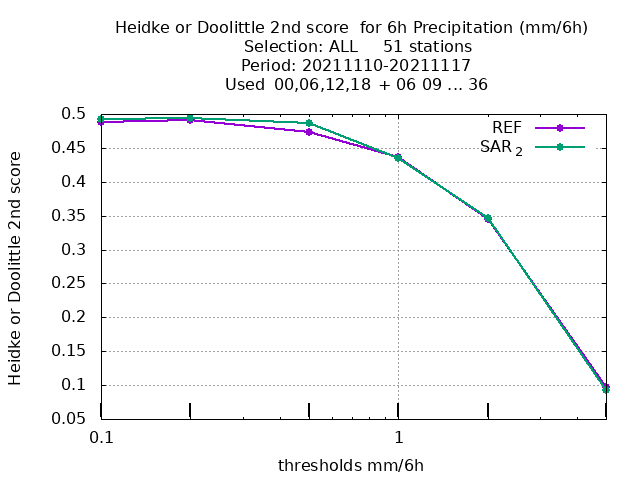 Heidke or Doolittle 2nd score  for 6h Precipitation (mm/6h)
Selection: ALL     51 stations
Period: 20211110-20211117
Used  00,06,12,18 + 06 09 ... 36
REF
SAR 2
0.5
0.45
0.4
0.35
0.3
0.25
0.2
0.15
0.1
0.05
Heidke or Doolittle 2nd score
0.1
1
thresholds mm/6h